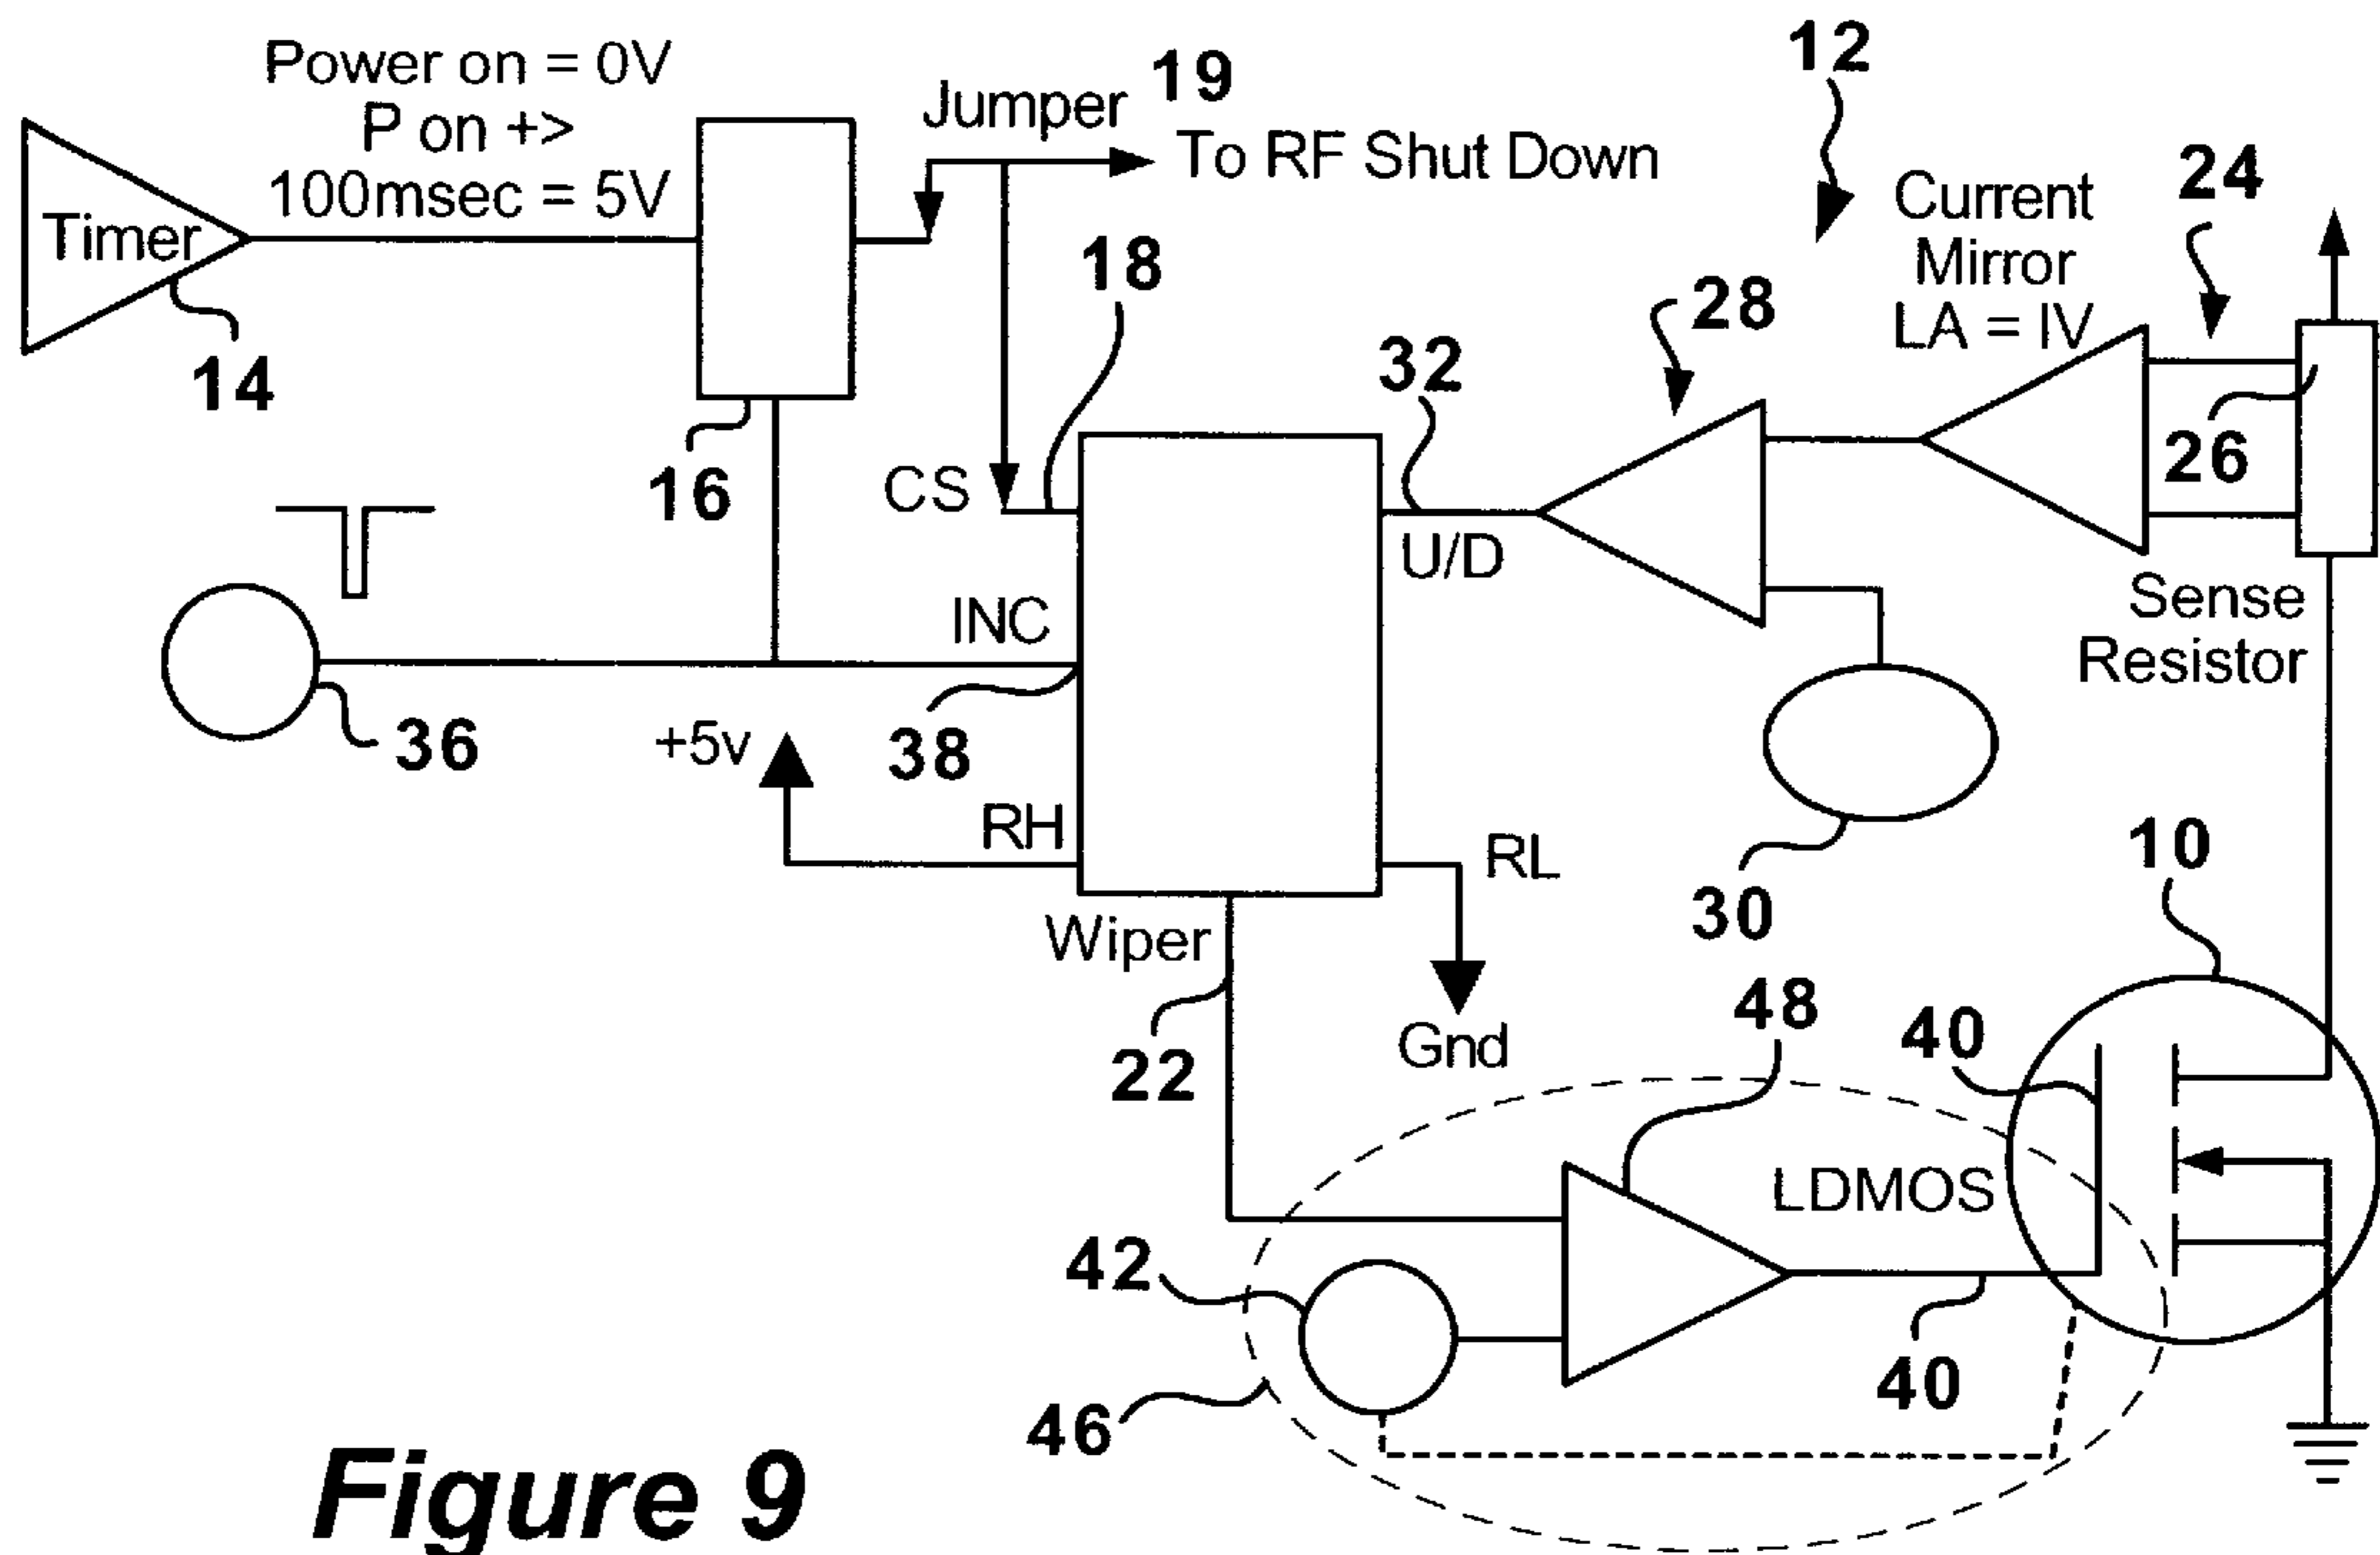 Power on = 0V
P on +>
100msec = 5V
Timer
14
16
Jumper
19
To RF Shut Down
12
Current
Mirror
LA = IV
24
26
28
32
18
CS
U/D
INC
36
38
+5v
RH
RL
Gnd
Wiper
22
30
Sense
Resistor
10
48
40
LDMOS
42
40
46
Figure 9